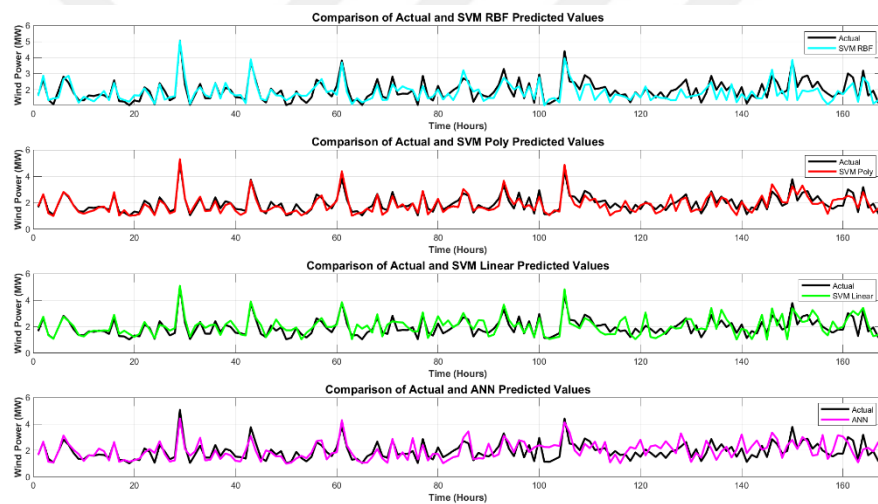 Comparison of Actual and SVM RBF Predicted Values
Wind Power (MW)
6
4
2
Actual
SVM RBF
0 20 40 60 80 100 120 140 160
Time (Hours)
Comparison of Actual and SVM Poly Predicted Values
Wind Power (MW)
6
4
2
0
Actual
SVM Poly
0 20 40 60 80 100 120 140 160
Time (Hours)
Comparison of Actual and SVM Linear Predicted Values
Wind Power (MW)
6
4
2
0
Actual
SVM Linear
0 20 40 60 80 100 120 140 160
Time (Hours)
Comparison of Actual and ANN Predicted Values
Wind Power (MW)
6
4
2
0
Actual
ANN
0 20 40 60 80 100 120 140 160
Time (Hours)